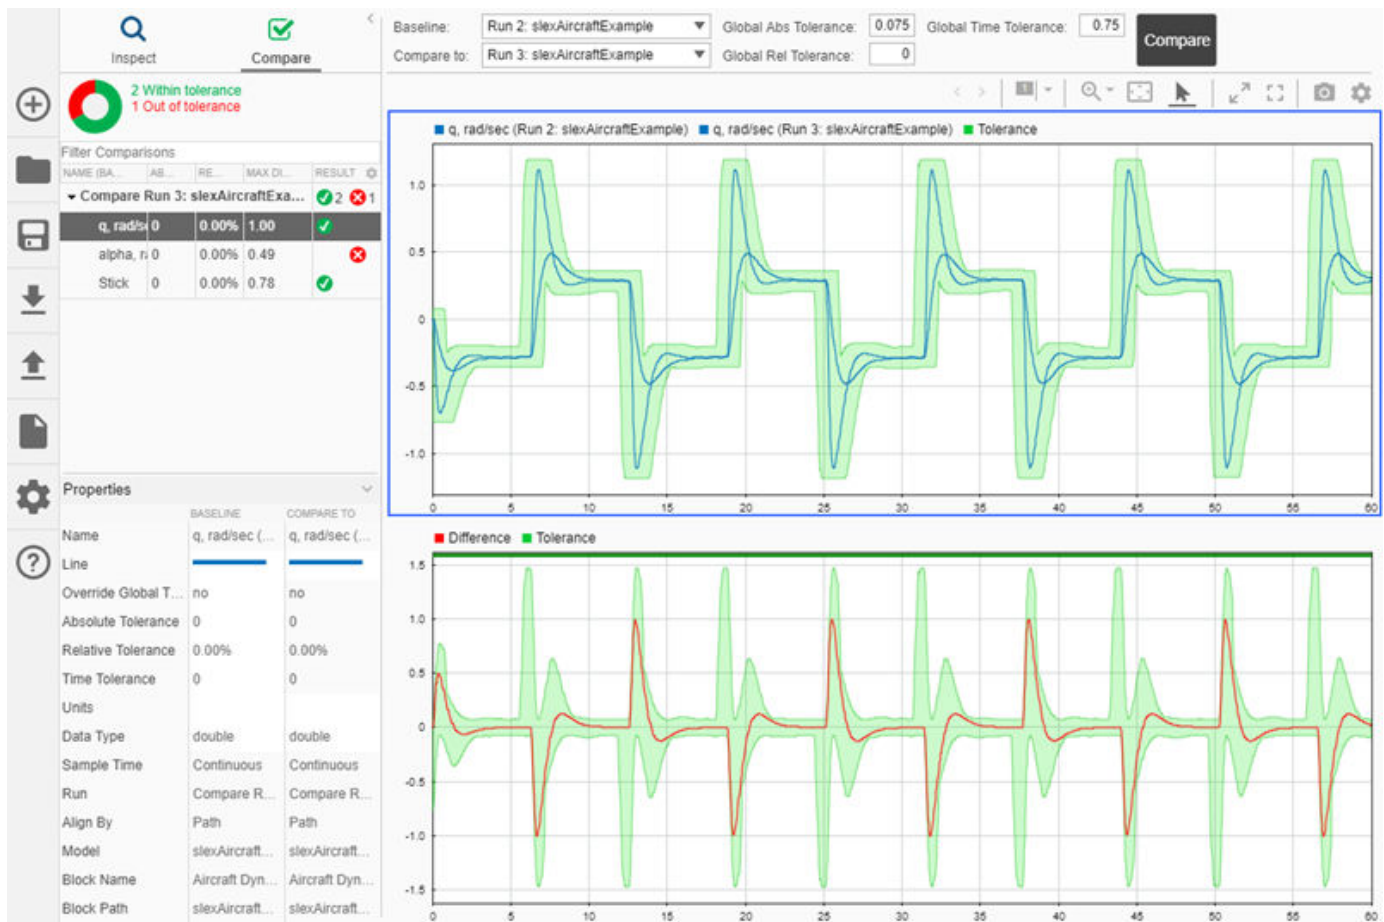 Inspect
Compare
2 Within tolerance
1 Out of tolerance
Filter Comparisons
NAME (BA... AB... RE... MAX DI... RESULT
Compare Run 3: slexAircraftExa... 2 1
q, rad/s 0 0.00% 1.00
alpha, r 0 0.00% 0.49
Stick 0 0.00% 0.78
Properties
BASELINE COMPARE TO
Name q, rad/sec (... q, rad/sec (...
Line
Override Global T... no no
Absolute Tolerance 0 0
Relative Tolerance 0.00% 0.00%
Time Tolerance 0 0
Units
Data Type double double
Sample Time Continuous Continuous
Run Compare R... Compare R...
Align By Path Path
Model slexAircraft... slexAircraft...
Block Name Aircraft Dyn... Aircraft Dyn...
Block Path slexAircraft... slexAircraft...
Baseline: Run 2: slexAircraftExample Global Abs Tolerance: 0.075 Global Time Tolerance: 0.75
Compare to: Run 3: slexAircraftExample Global Rel Tolerance: 0
Compare
1
q, rad/sec (Run 2: slexAircraftExample) q, rad/sec (Run 3: slexAircraftExample) Tolerance
1.0
0.5
0
-0.5
-1.0
0 5 10 15 20 25 30 35 40 45 50 55 60
Difference Tolerance
1.5
1.0
0.5
0
-0.5
-1.0
-1.5
0 5 10 15 20 25 30 35 40 45 50 55 60